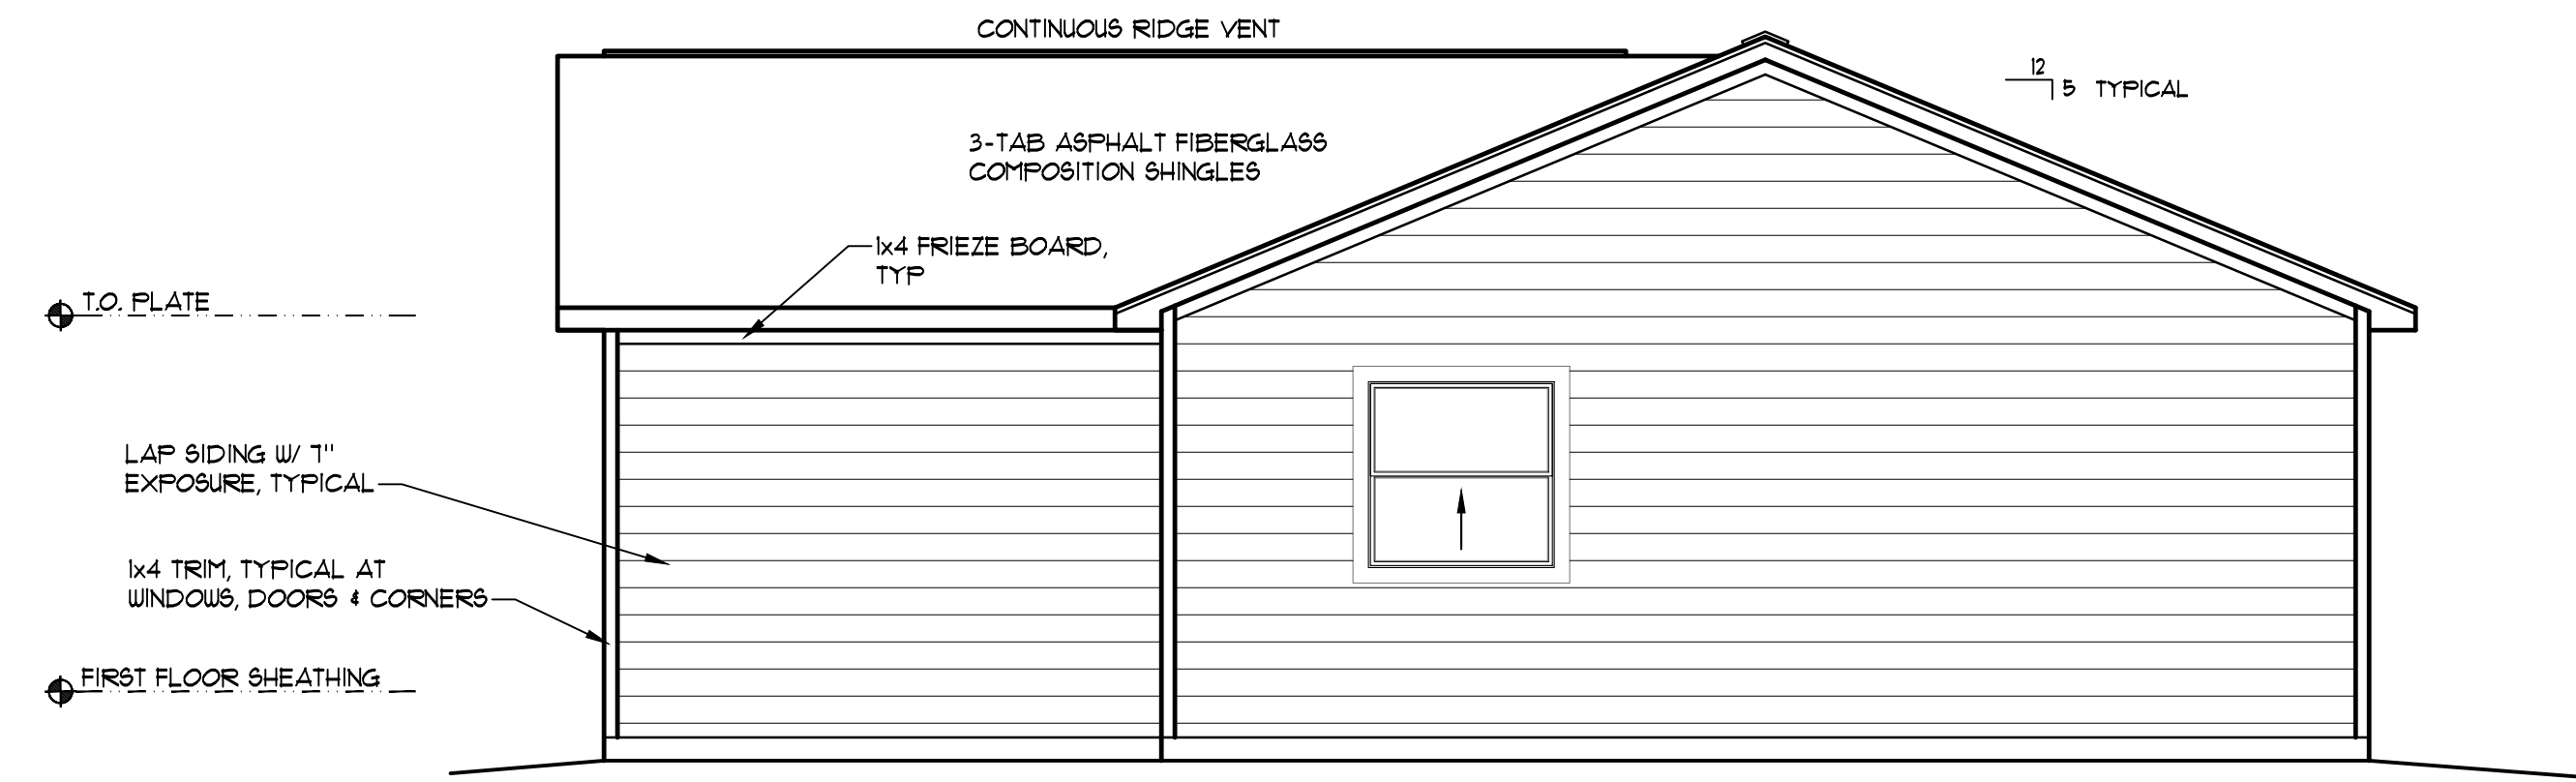 CONTINUOUS RIDGE VENT
12
5 TYPICAL
3-TAB ASPHALT FIBERGLASS
COMPOSITION SHINGLES
1x4 FRIEZE BOARD,
TYP
T.O. PLATE
LAP SIDING W/ 7"
EXPOSURE, TYPICAL
1x4 TRIM, TYPICAL AT
WINDOWS, DOORS & CORNERS
FIRST FLOOR SHEATHING